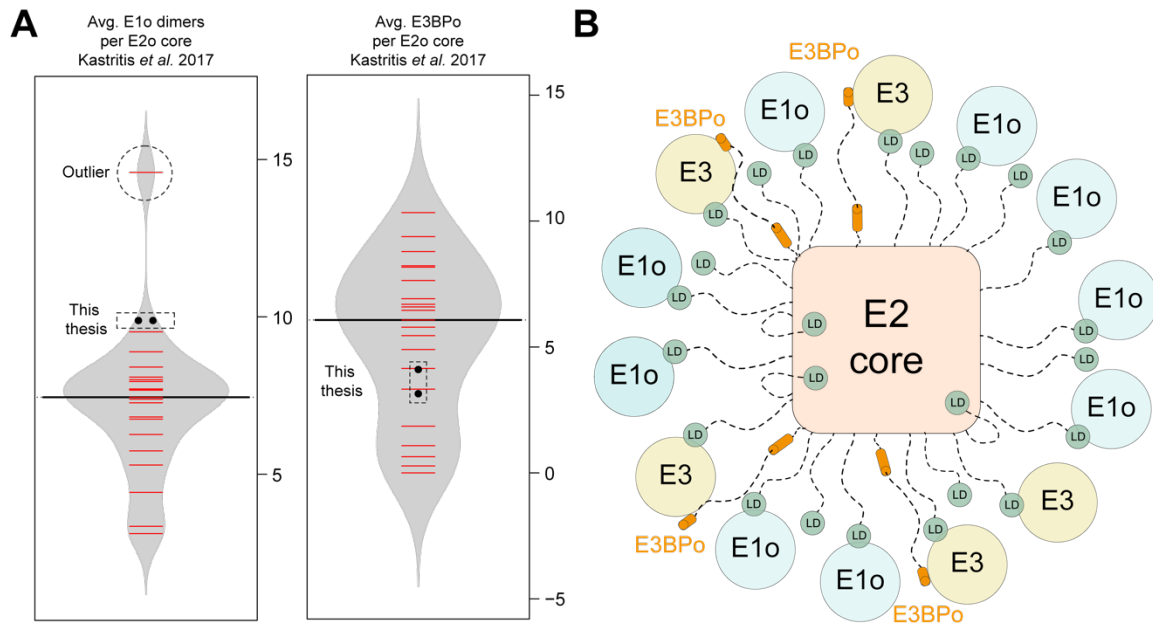 A
Avg. E1o dimers
per E2o core
Kastritis et al. 2017
Outlier
This
thesis
15
10
5
Avg. E3BPo
per E2o core
Kastritis et al. 2017
This
thesis
15
10
5
0
−5
B
E3BPo
E3
E1o
E1o
E3BPo
LD
LD
LD
LD
E3
LD
LD
LD
E1o
LD
LD
E1o
LD
LD
E2
core
LD
E1o
LD
LD
E1o
LD
LD
LD
E1o
LD
LD
E3
LD
LD
E3
E3BPo
LD
E1o
LD
LD
E1o
LD
E3
E3BPo